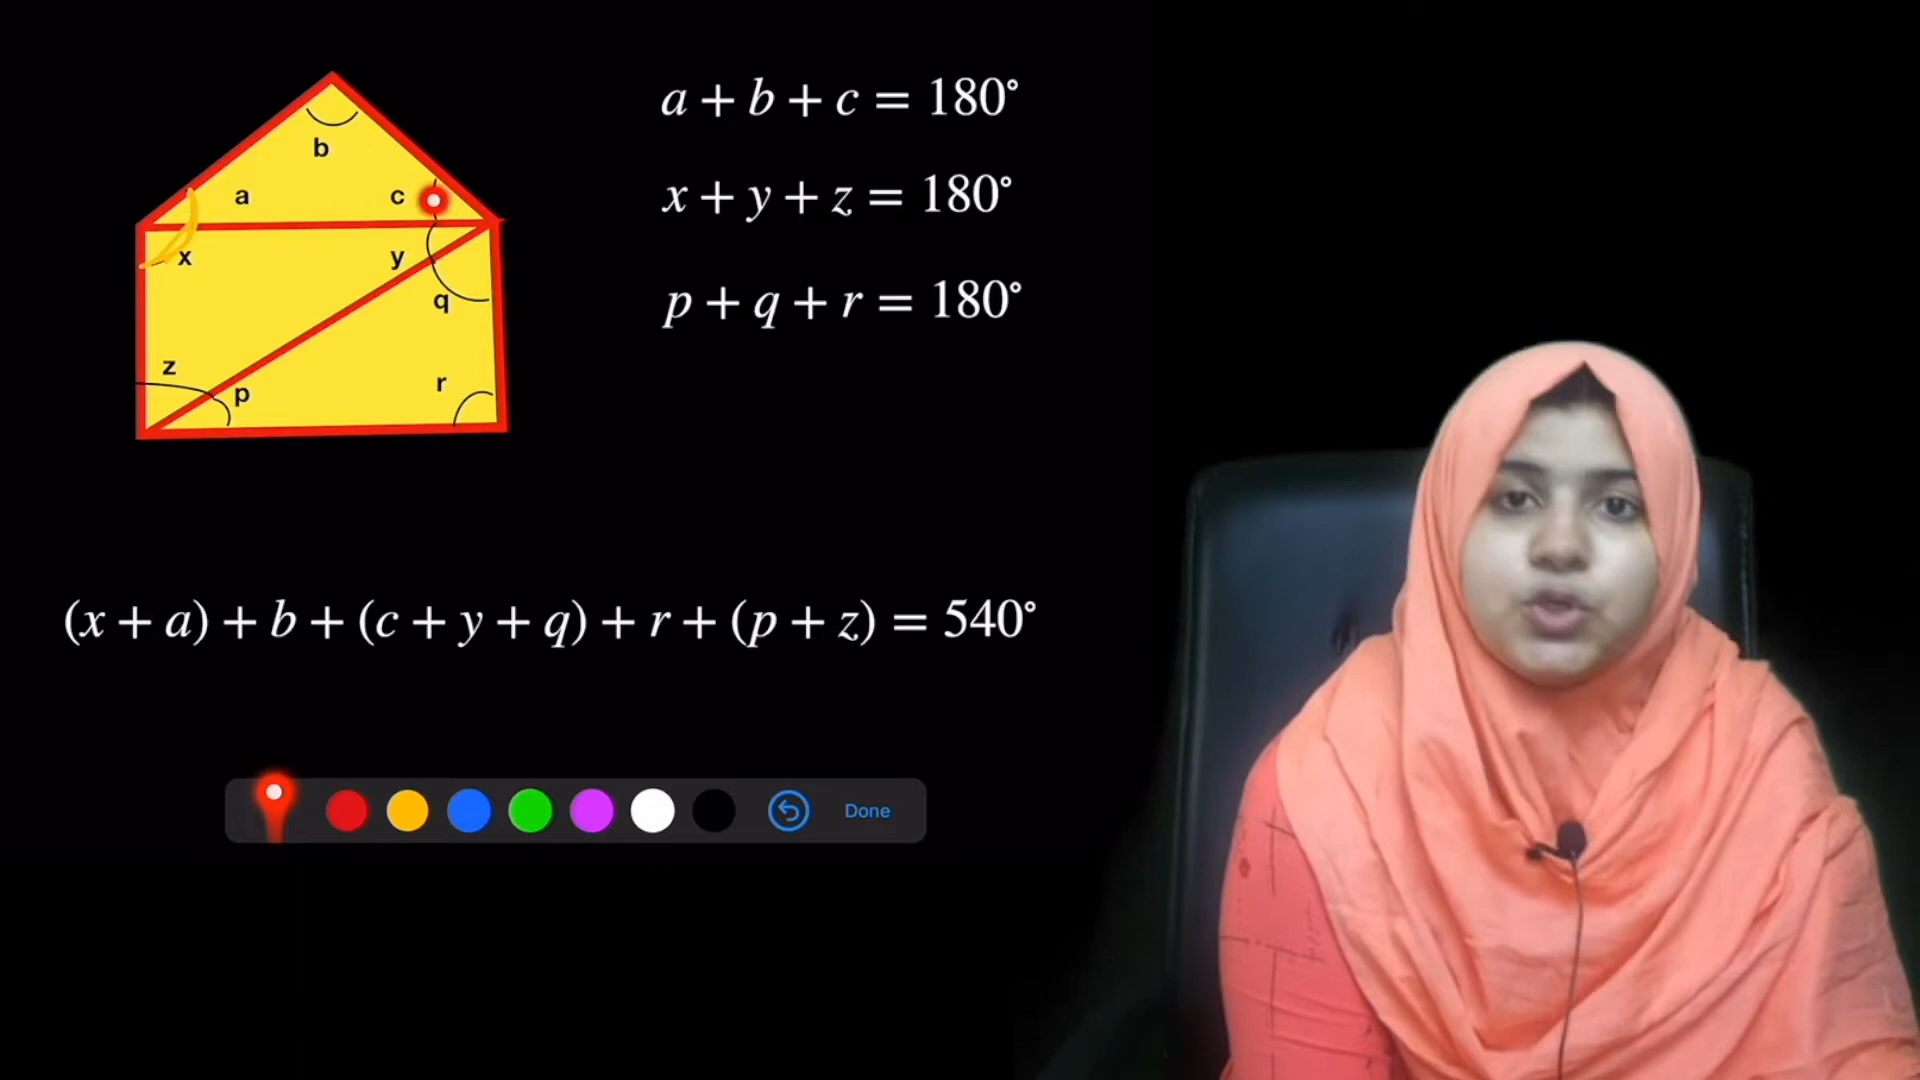 b
a c
x y
q
z
p r
a + b + c = 180°
x + y + z = 180°
p + q + r = 180°
(x + a) + b + (c + y + q) + r + (p + z) = 540°
Done